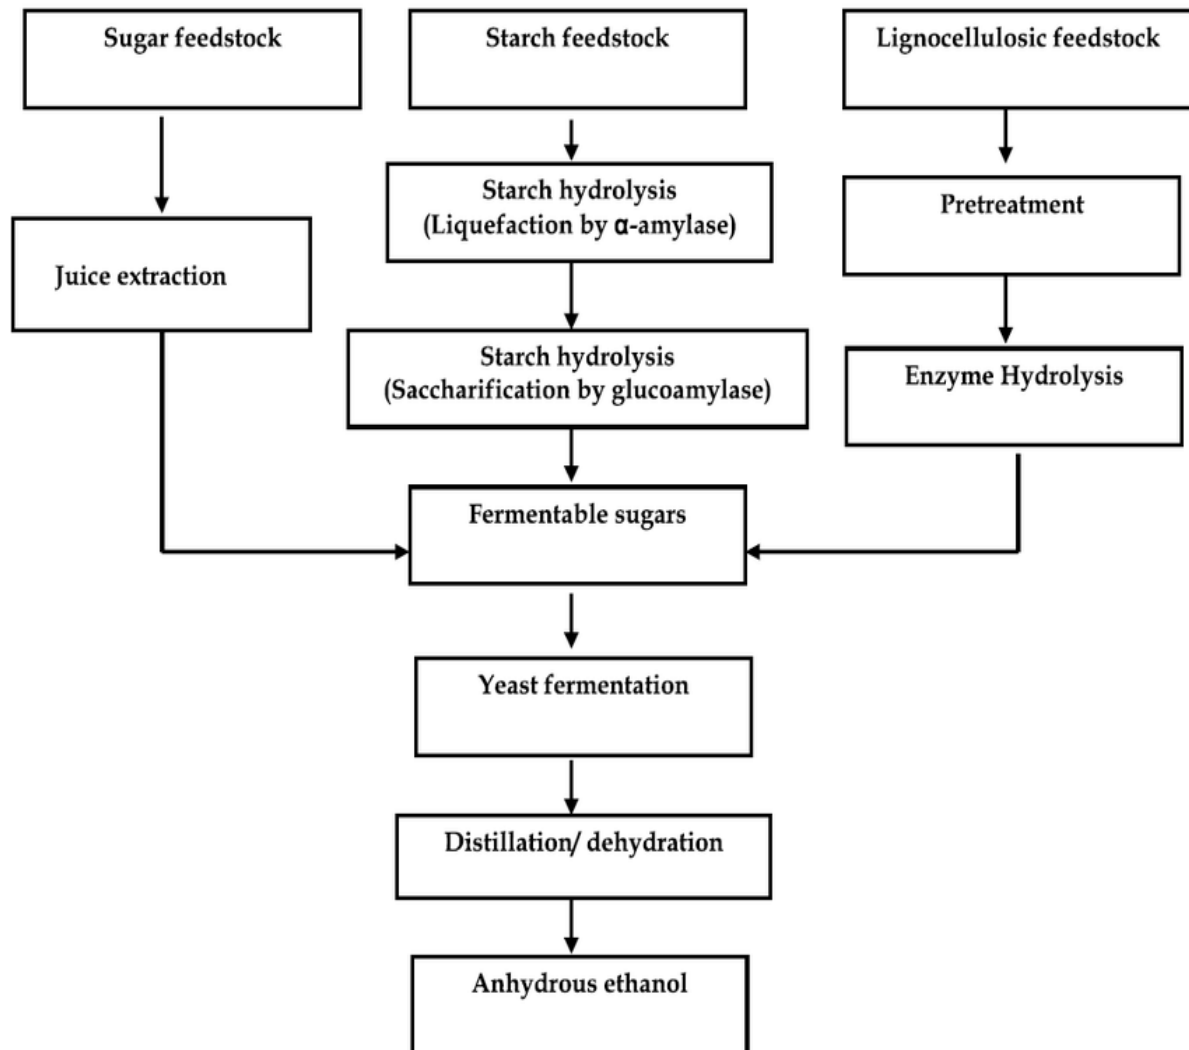 Sugar feedstock
Starch feedstock
Lignocellulosic feedstock
Starch hydrolysis
(Liquefaction by α-amylase)
Pretreatment
Juice extraction
Starch hydrolysis
(Saccharification by glucoamylase)
Enzyme Hydrolysis
Fermentable sugars
Yeast fermentation
Distillation/ dehydration
Anhydrous ethanol